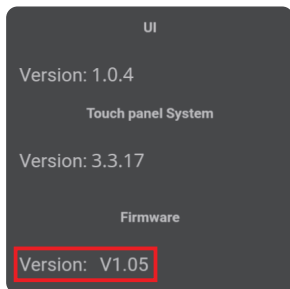 UI
Version: 1.0.4
Touch panel System
Version: 3.3.17
Firmware
Version: V1.05